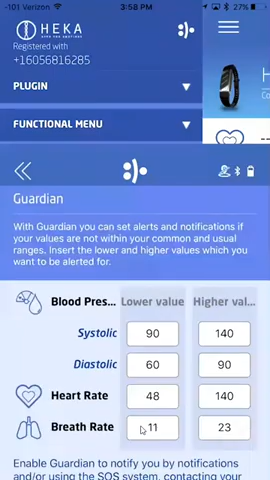 -101 Verizon 3:58 PM 27%
HEKA
Registered with
+16056816285
PLUGIN
FUNCTIONAL MENU
H
Co
Guardian
With Guardian you can set alerts and notifications if
your values are not within your common and usual
ranges. Insert the lower and higher values which you
want to be alerted for.
Blood Pres... Lower value Higher val...
Systolic 90 140
Diastolic 60 90
Heart Rate 48 140
Breath Rate 11 23
Enable Guardian to notify you by notifications
and/or using the SOS system, contacting your